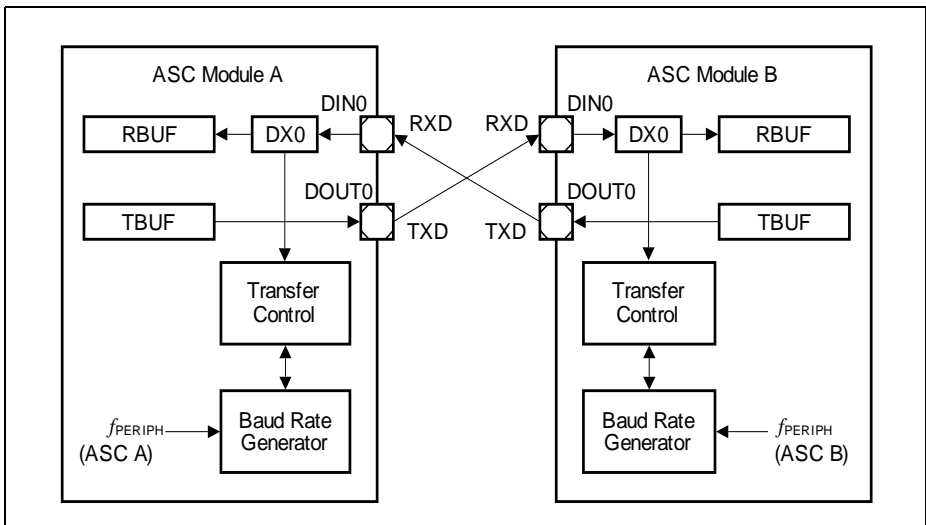 ASC Module A
DIN0
RXD
RBUF
DX0
DOUT0
TBUF
TXD
Transfer
Control
Baud Rate
Generator
fPERIPH
(ASC A)
ASC Module B
RXD
DIN0
DX0
RBUF
DOUT0
TXD
TBUF
Transfer
Control
Baud Rate
Generator
fPERIPH
(ASC B)